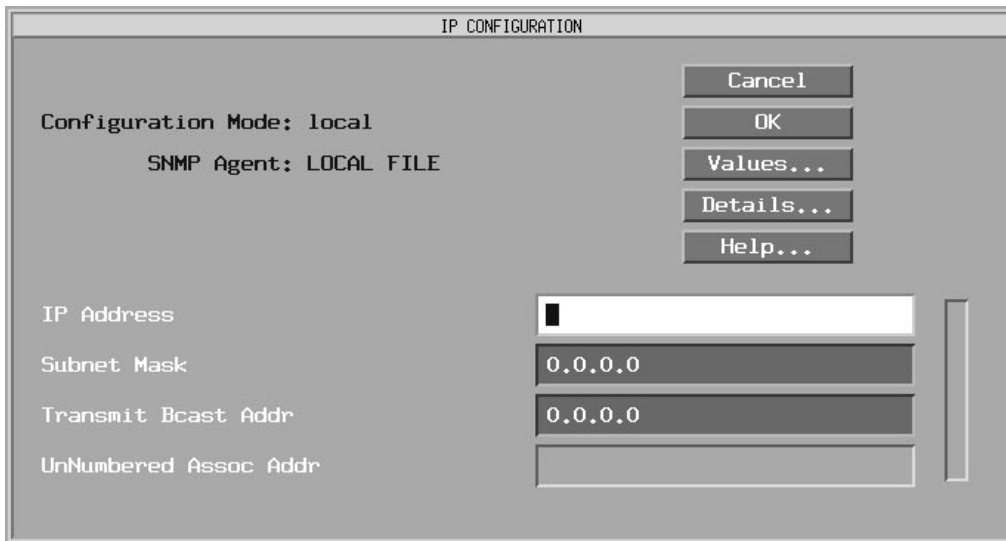 IP CONFIGURATION
Cancel
Configuration Mode: local
OK
SNMP Agent: LOCAL FILE
Values...
Details...
Help...
IP Address
Subnet Mask
0.0.0.0
Transmit Bcast Addr
0.0.0.0
UnNumbered Assoc Addr